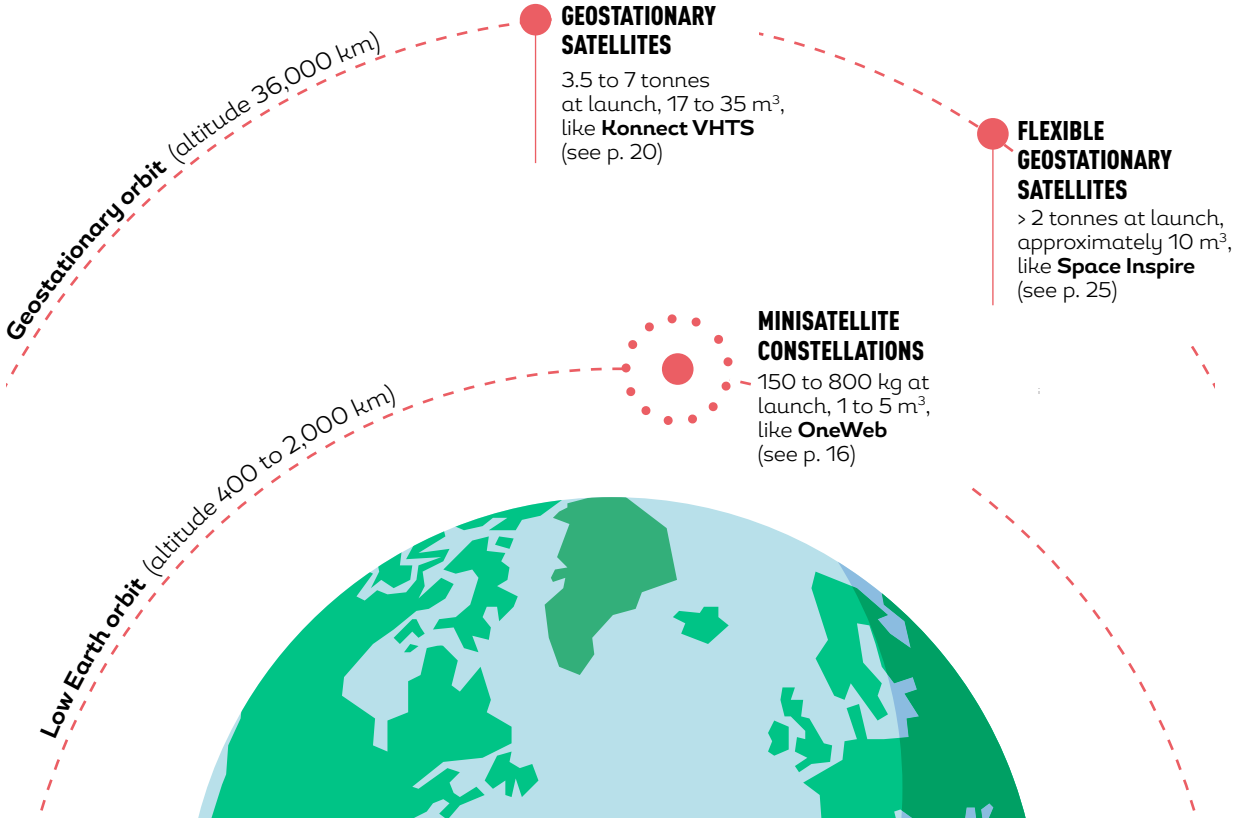 GEOSTATIONARY
SATELLITES
3.5 to 7 tonnes
at launch, 17 to 35 m³,
like Konnect VHTS
(see p. 20)
Geostationary orbit (altitude 36,000 km)
FLEXIBLE
GEOSTATIONARY
SATELLITES
> 2 tonnes at launch,
approximately 10 m³,
like Space Inspire
(see p. 25)
MINISATELLITE
CONSTELLATIONS
150 to 800 kg at
launch, 1 to 5 m³,
like OneWeb
(see p. 16)
Low Earth orbit (altitude 400 to 2,000 km)